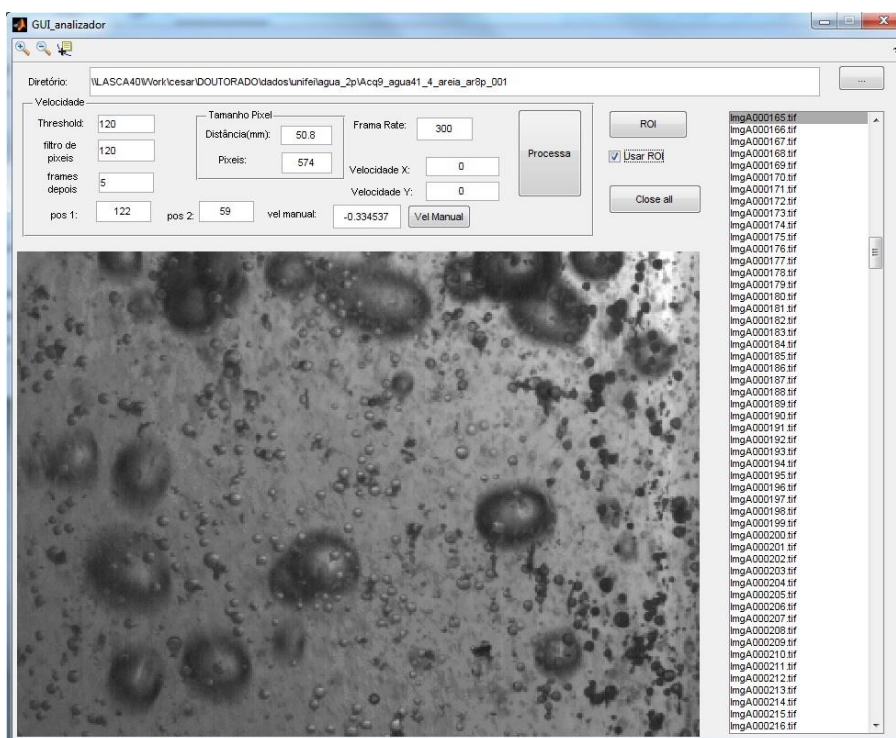 GUI_analizador
Diretório: \\LASCA40\Work\cesar\DOUTORADO\dados\unifei\agua_2p\Acq9_agua41_4_areia_ar8p_001 ...
Velocidade
Threshold: 120
filtro de pixeis 120
frames depois 5
Tamanho Pixel
Distância(mm): 50.8
Pixeis: 574
Frama Rate: 300
Velocidade X: 0
Velocidade Y: 0
Processa
pos 1: 122 pos 2: 59 vel manual: -0.334537 Vel Manual
ROI
Usar ROI
Close all
ImgA000165.tif
ImgA000166.tif
ImgA000167.tif
ImgA000168.tif
ImgA000169.tif
ImgA000170.tif
ImgA000171.tif
ImgA000172.tif
ImgA000173.tif
ImgA000174.tif
ImgA000175.tif
ImgA000176.tif
ImgA000177.tif
ImgA000178.tif
ImgA000179.tif
ImgA000180.tif
ImgA000181.tif
ImgA000182.tif
ImgA000183.tif
ImgA000184.tif
ImgA000185.tif
ImgA000186.tif
ImgA000187.tif
ImgA000188.tif
ImgA000189.tif
ImgA000190.tif
ImgA000191.tif
ImgA000192.tif
ImgA000193.tif
ImgA000194.tif
ImgA000195.tif
ImgA000196.tif
ImgA000197.tif
ImgA000198.tif
ImgA000199.tif
ImgA000200.tif
ImgA000201.tif
ImgA000202.tif
ImgA000203.tif
ImgA000204.tif
ImgA000205.tif
ImgA000206.tif
ImgA000207.tif
ImgA000208.tif
ImgA000209.tif
ImgA000210.tif
ImgA000211.tif
ImgA000212.tif
ImgA000213.tif
ImgA000214.tif
ImgA000215.tif
ImgA000216.tif